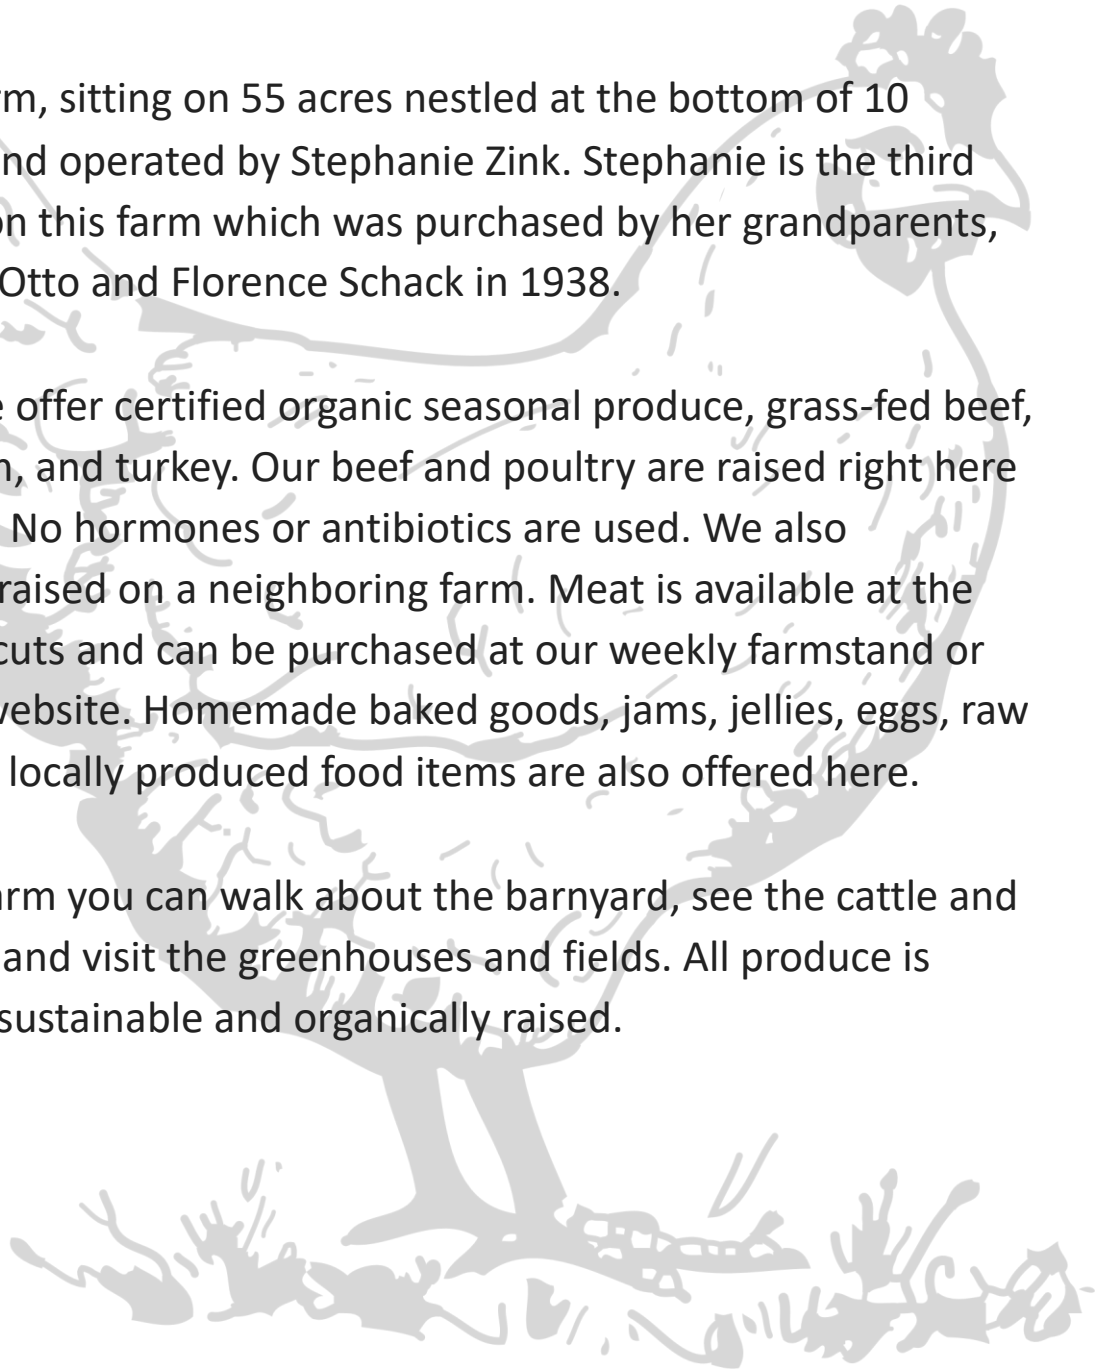 rm, sitting on 55 acres nestled at the bottom of 10
nd operated by Stephanie Zink. Stephanie is the third
on this farm which was purchased by her grandparents,
Otto and Florence Schack in 1938.
e offer certified organic seasonal produce, grass-fed beef,
n, and turkey. Our beef and poultry are raised right here
No hormones or antibiotics are used. We also
raised on a neighboring farm. Meat is available at the
cuts and can be purchased at our weekly farmstand or
website. Homemade baked goods, jams, jellies, eggs, raw
locally produced food items are also offered here.
arm you can walk about the barnyard, see the cattle and
and visit the greenhouses and fields. All produce is
sustainable and organically raised.